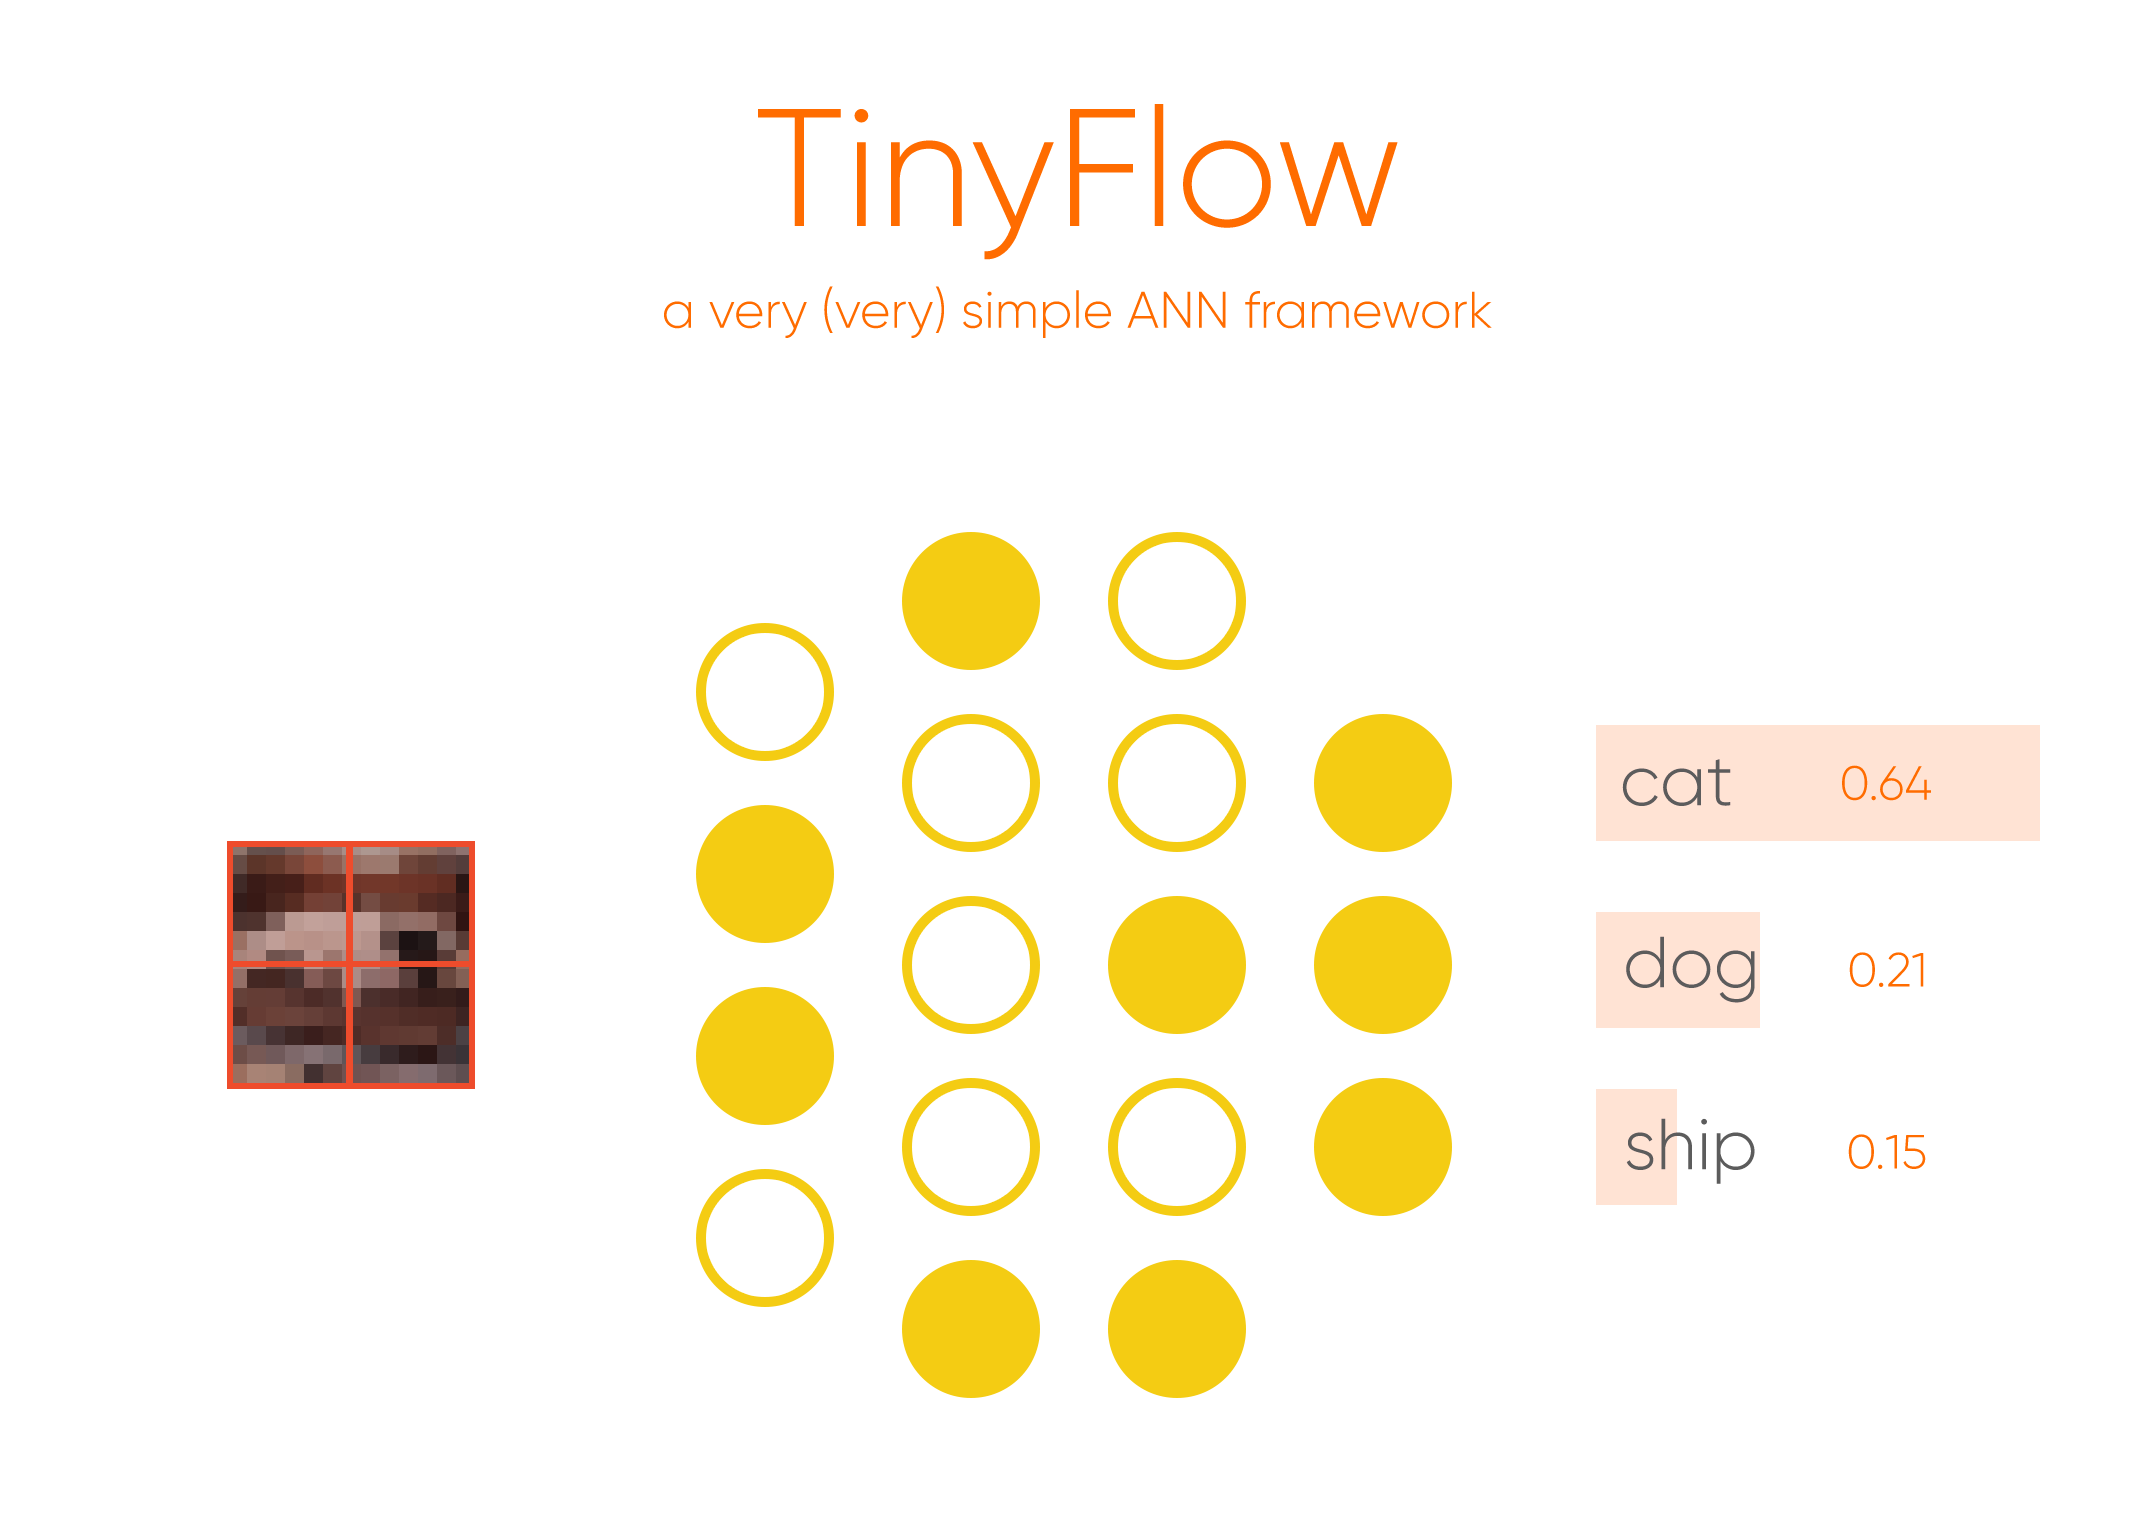 TinyFlow
a very (very) simple ANN framework
cat 0.64
dog 0.21
ship 0.15